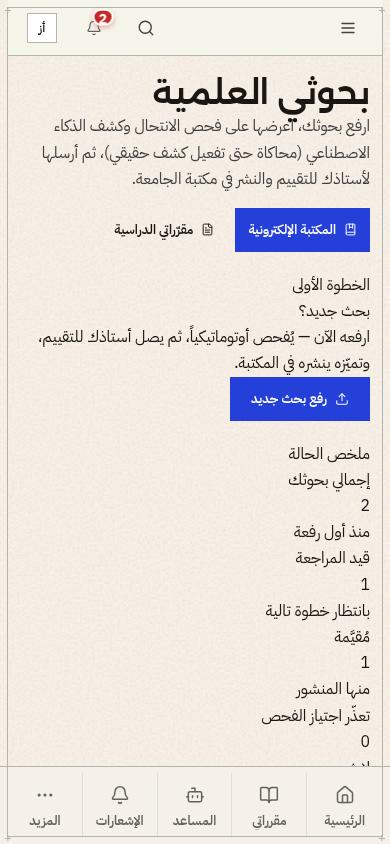 أز
2
بحوثي العلمية
ارفع بحوثك، اعرضها على فحص الانتحال وكشف الذكاء
الاصطناعي (محاكاة حتى تفعيل كشف حقيقي)، ثم أرسلها
لأستاذك للتقييم والنشر في مكتبة الجامعة.
المكتبة الإلكترونية
مقرّراتي الدراسية
الخطوة الأولى
بحث جديد؟
ارفعه الآن — يُفحص أوتوماتيكياً، ثم يصل أستاذك للتقييم،
وتميّزه ينشره في المكتبة.
رفع بحث جديد
ملخص الحالة
إجمالي بحوثك
2
منذ أول رفعة
قيد المراجعة
1
بانتظار خطوة تالية
مُقيَّمة
1
منها المنشور
تعذّر اجتياز الفحص
0
الرئيسية
مقرراتي
المساعد
الإشعارات
المزيد